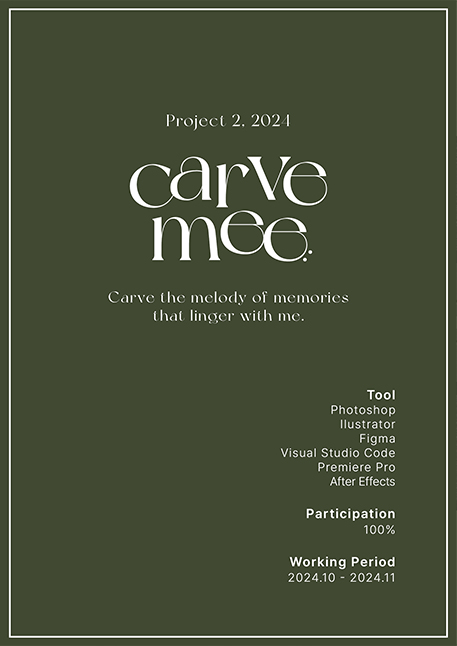 Project 2, 2024
carve
mee.
Carve the melody of memories
that linger with me.
Tool
Photoshop
Ilustrator
Figma
Visual Studio Code
Premiere Pro
After Effects
Participation
100%
Working Period
2024.10 - 2024.11